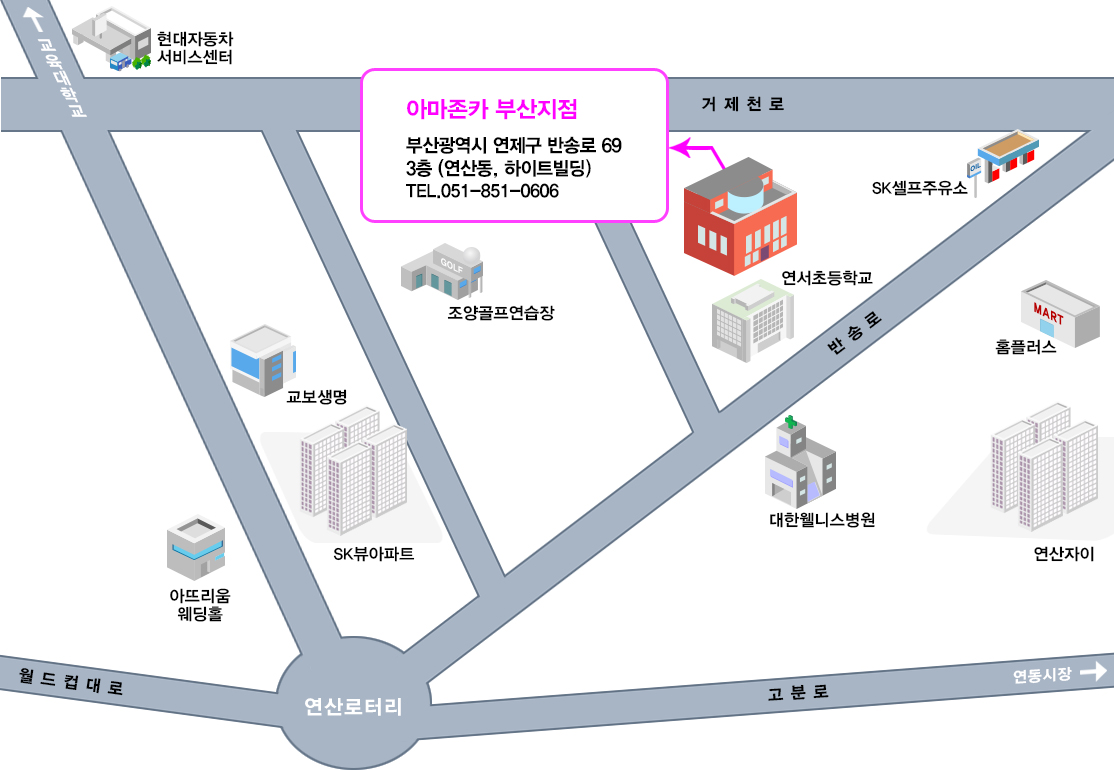 현대자동차
서비스센터
교육대학교
거제천로
아마존카 부산지점
부산광역시 연제구 반송로 69
3층 (연산동, 하이트빌딩)
TEL.051-851-0606
OIL
SK셀프주유소
GOLF
조양골프연습장
연서초등학교
반송로
MART
홈플러스
교보생명
대한웰니스병원
SK뷰아파트
연산자이
아뜨리움
웨딩홀
월드컵대로
연산로터리
고분로
연동시장